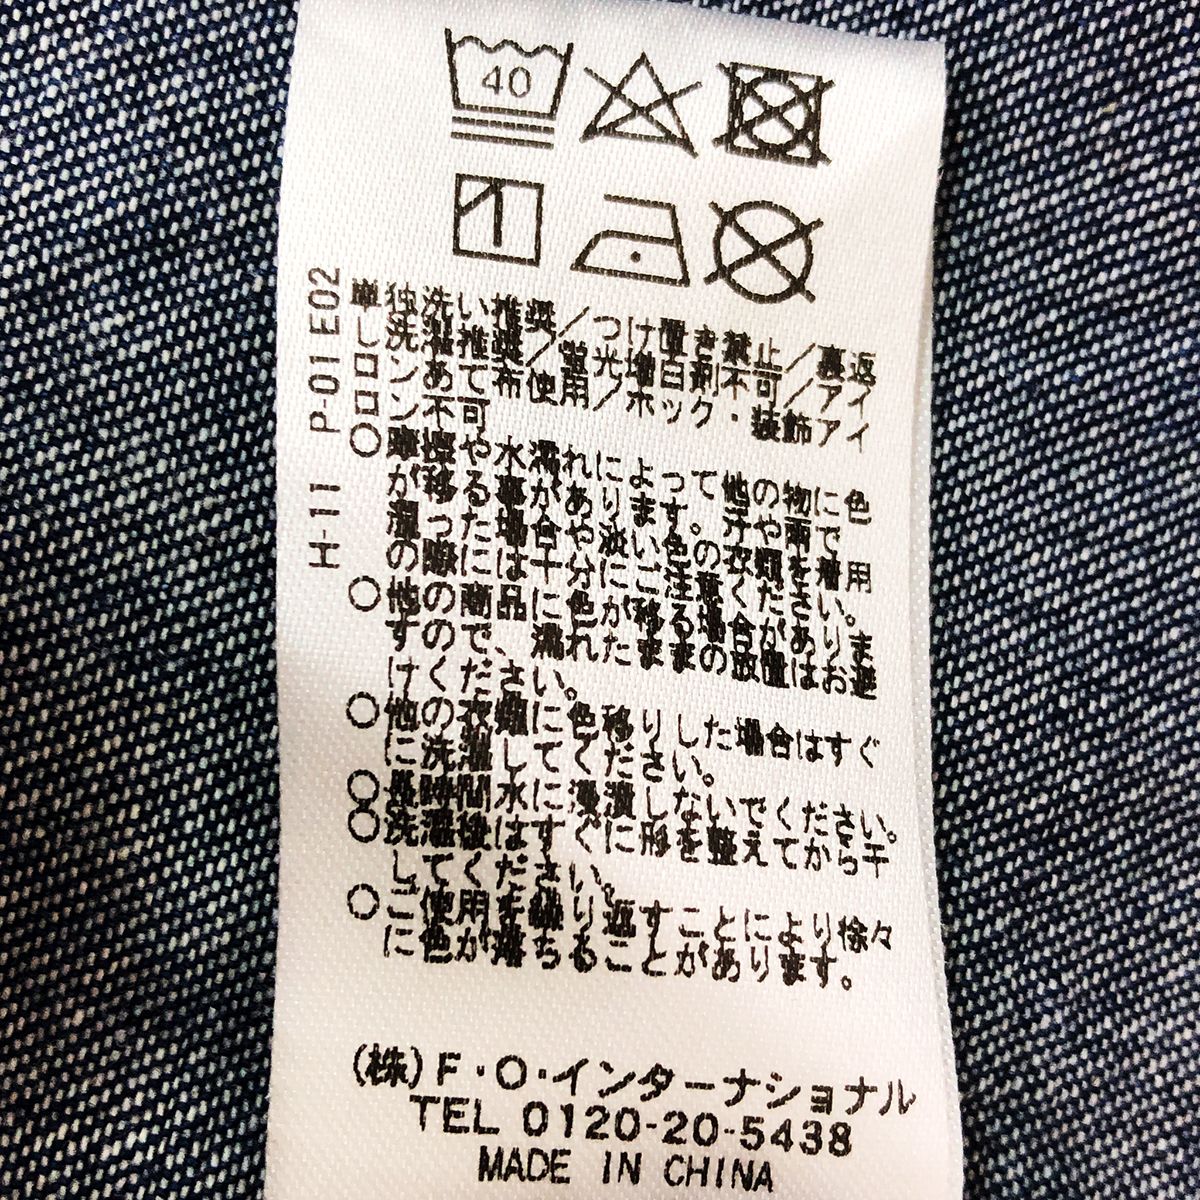 40
単独洗い推奨／つけ置き禁止／裏返
し洗濯推奨／蛍光増白剤不可／アイ
ロンあて布使用／ホック・装飾アイ
ロン不可
○摩擦や水濡れによって他の物に色
が移る事があります。汗や雨で
湿った場合や淡い色の衣類を着用
の際には十分にご注意ください。
○他の商品に色が移る場合がありま
すので、濡れたままの放置はお避
けください。
○他の衣類に色移りした場合はすぐ
に洗濯してください。
○長時間水に浸漬しないでください。
○洗濯後はすぐに形を整えてから干
してください。
○ご使用を繰り返すことにより徐々
に色が落ちることがあります。
H-11 P-01E02
(株)F・O・インターナショナル
TEL 0120-20-5438
MADE IN CHINA